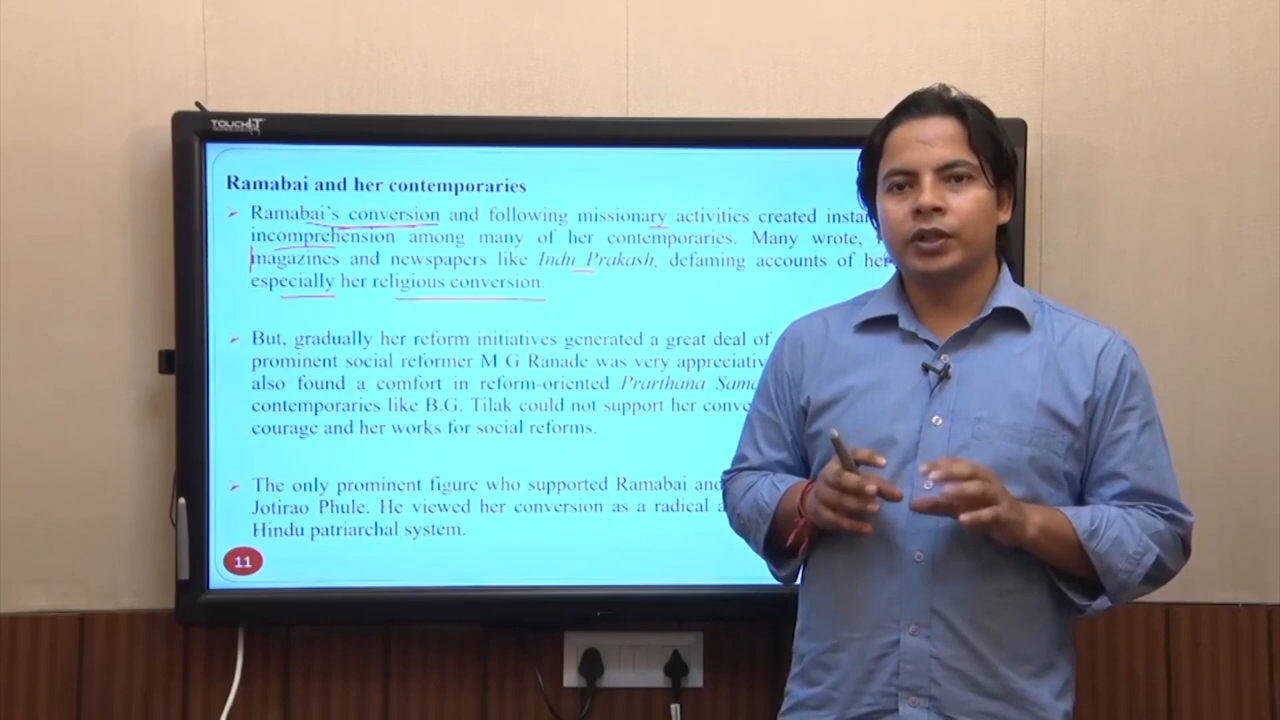 TOUCHIT
Ramabai and her contemporaries
Ramabai's conversion and following missionary activities created
incomprehension among many of her contemporaries. Many wrote,
magazines and newspapers like Indu Prakash, defaming accounts of her
especially her religious conversion.
But, gradually her reform initiatives generated a great deal of
prominent social reformer M G Ranade was very
also found a comfort in reform-oriented Prarthana
contemporaries like B.G. Tilak could not support her
courage and her works for social reforms.
The only prominent figure who supported Ramabai and
Jotirao Phule. He viewed her conversion as a radical
Hindu patriarchal system.
11